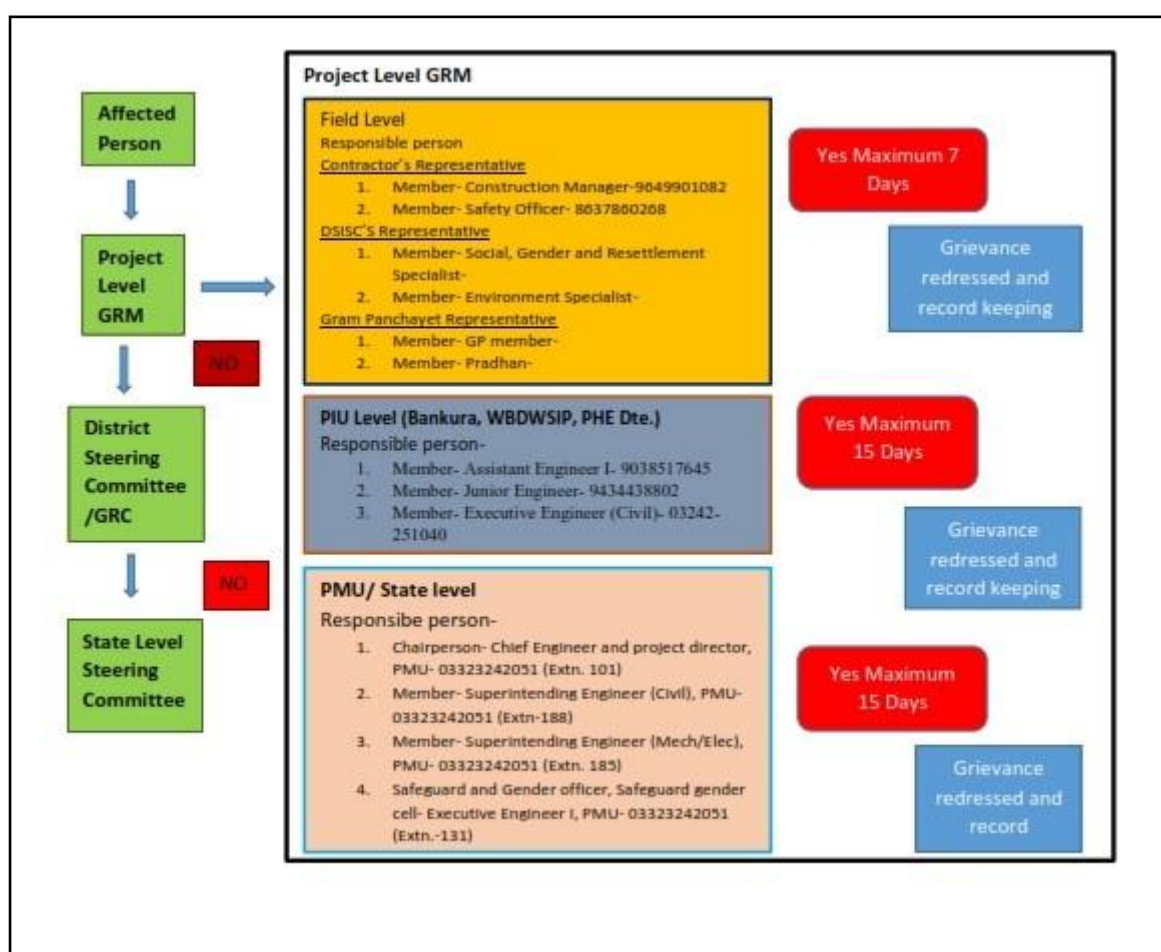 Affected
Person
Project
Level
GRM
NO
District
Steering
Committee
/GRC
NO
State Level
Steering
Committee
Project Level GRM
Field Level
Responsible person
Contractor's Representative
1. Member- Construction Manager-9649901082
2. Member- Safety Officer- 8637860268
DSISC'S Representative
1. Member- Social, Gender and Resettlement
Specialist-
2. Member- Environment Specialist-
Gram Panchayet Representative
1. Member- GP member-
2. Member- Pradhan-
Yes Maximum 7
Days
Grievance
redressed and
record keeping
PIU Level (Bankura, WBDWSIP, PHE Dte.)
Responsible person-
1. Member- Assistant Engineer I- 9038517645
2. Member- Junior Engineer- 9434438802
3. Member- Executive Engineer (Civil)- 03242-
251040
Yes Maximum
15 Days
Grievance
redressed and
record keeping
PMU/ State level
Responsibe person-
1. Chairperson- Chief Engineer and project director,
PMU- 03323242051 (Extn. 101)
2. Member- Superintending Engineer (Civil), PMU-
03323242051 (Extn-188)
3. Member- Superintending Engineer (Mech/Elec),
PMU- 03323242051 (Extn. 185)
4. Safeguard and Gender officer, Safeguard gender
cell- Executive Engineer I, PMU- 03323242051
(Extn.-131)
Yes Maximum
15 Days
Grievance
redressed and
record